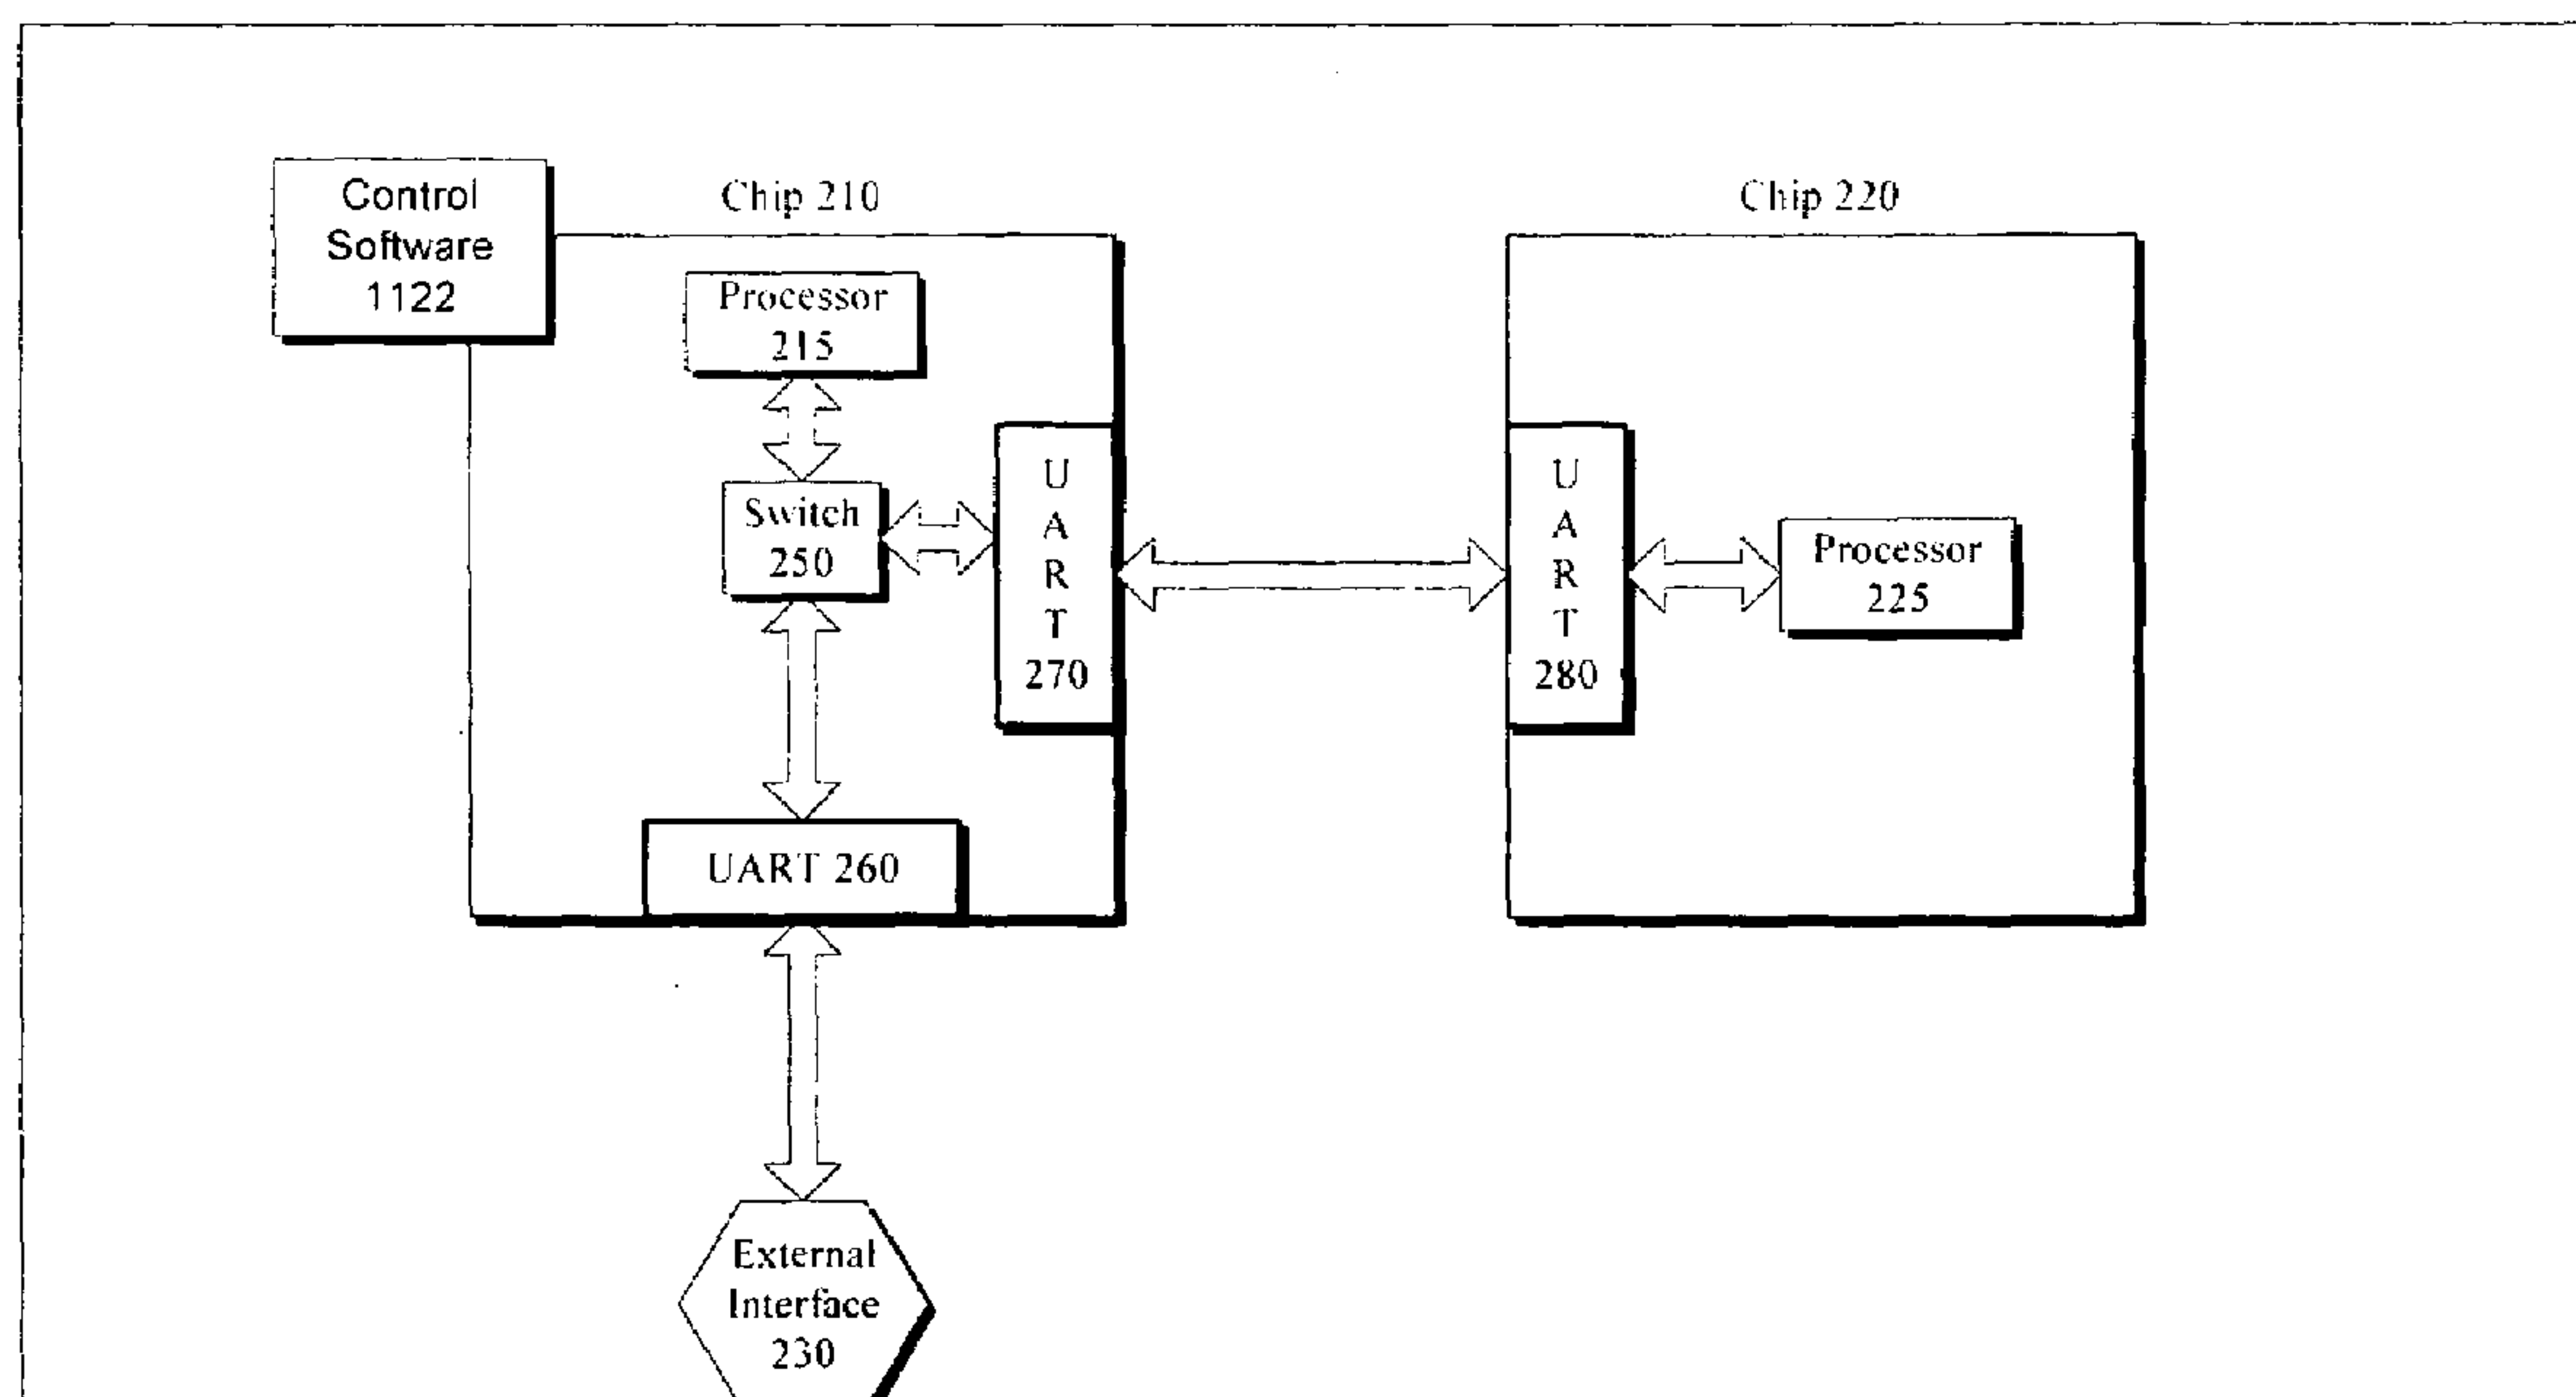 Control
Software
1122
Chip 210
Chip 220
Processor
215
Switch
250
U
A
R
T
270
U
A
R
T
280
Processor
225
UART 260
External
Interface
230